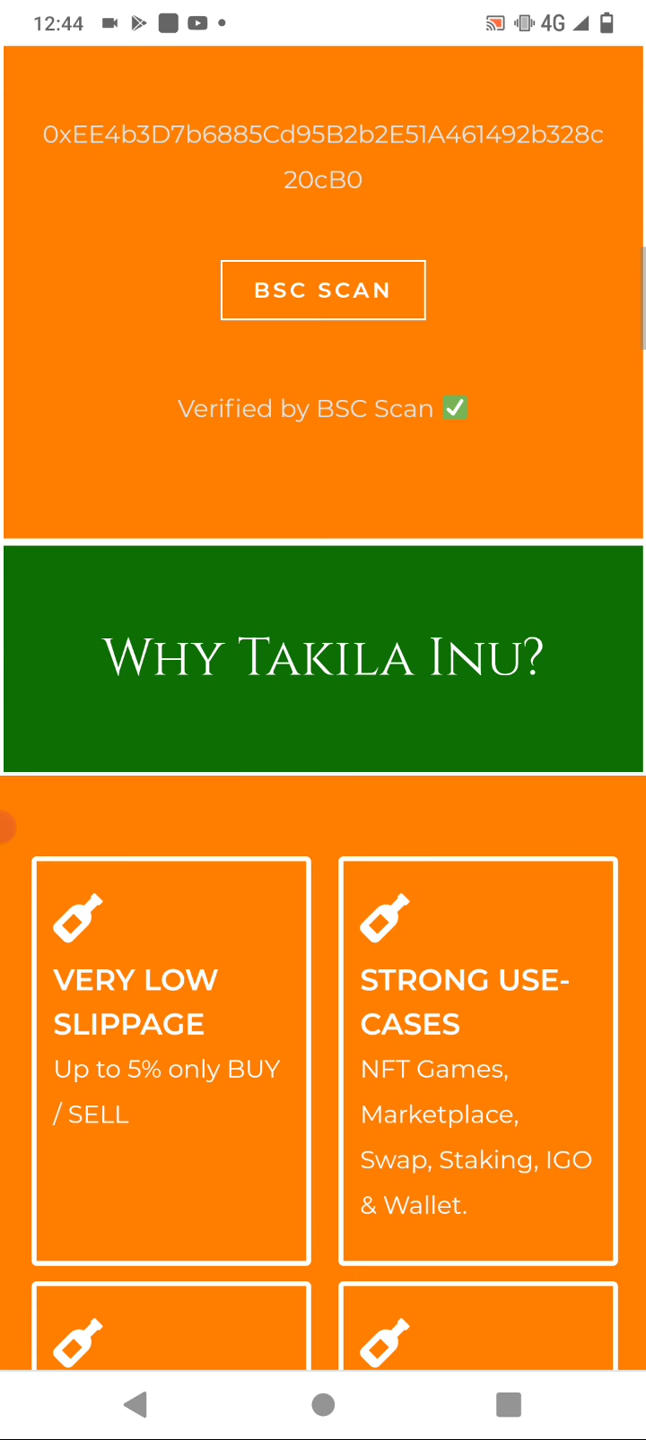 12:44
4G
0xEE4b3D7b6885Cd95B2b2E51A461492b328c
20cB0
BSC SCAN
Verified by BSC Scan ✅
WHY TAKILA INU?
VERY LOW
SLIPPAGE
Up to 5% only BUY
/ SELL
STRONG USE-
CASES
NFT Games,
Marketplace,
Swap, Staking, IGO
& Wallet.